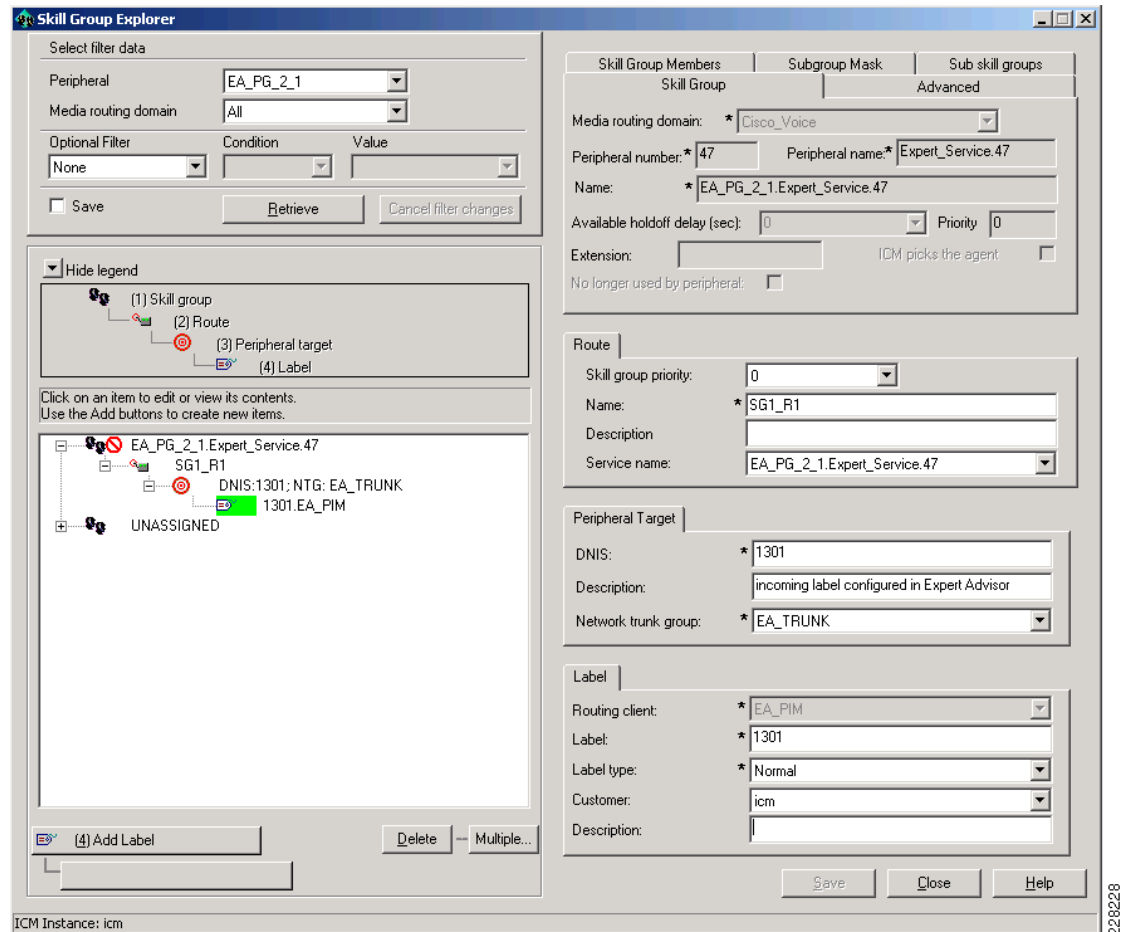 Skill Group Explorer
Select filter data
Peripheral EA_PG_2_1
Media routing domain All
Optional Filter Condition Value
None
Save Retrieve Cancel filter changes
Hide legend
(1) Skill group
(2) Route
(3) Peripheral target
(4) Label
Click on an item to edit or view its contents.
Use the Add buttons to create new items.
EA_PG_2_1.Expert_Service.47
SG1_R1
DNIS:1301; NTG: EA_TRUNK
1301.EA_PIM
UNASSIGNED
(4) Add Label Delete Multiple...
Skill Group Members Subgroup Mask Sub skill groups
Skill Group Advanced
Media routing domain: * Cisco_Voice
Peripheral number:* 47 Peripheral name:* Expert_Service.47
Name: * EA_PG_2_1.Expert_Service.47
Available holdoff delay (sec): 0 Priority 0
Extension: ICM picks the agent
No longer used by peripheral:
Route
Skill group priority: 0
Name: * SG1_R1
Description
Service name: EA_PG_2_1.Expert_Service.47
Peripheral Target
DNIS: * 1301
Description: incoming label configured in Expert Advisor
Network trunk group: * EA_TRUNK
Label
Routing client: * EA_PIM
Label: * 1301
Label type: * Normal
Customer: icm
Description:
Save Close Help
ICM Instance: icm
228228